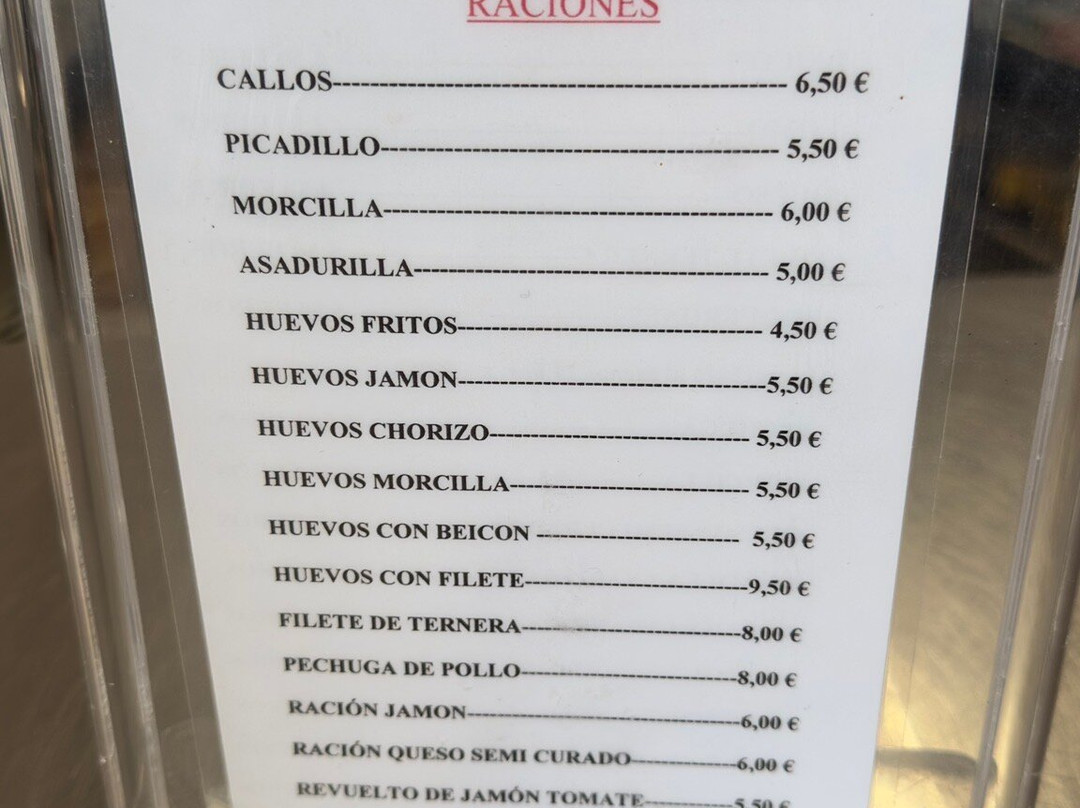 RACIONES
CALLOS------------------------------------------------- 6,50 €
PICADILLO------------------------------------------- 5,50 €
MORCILLA------------------------------------------ 6,00 €
ASADURILLA-------------------------------------- 5,00 €
HUEVOS FRITOS--------------------------------- 4,50 €
HUEVOS JAMON----------------------------------5,50 €
HUEVOS CHORIZO----------------------------- 5,50 €
HUEVOS MORCILLA--------------------------- 5,50 €
HUEVOS CON BEICON ----------------------- 5,50 €
HUEVOS CON FILETE--------------------------9,50 €
FILETE DE TERNERA--------------------------8,00 €
PECHUGA DE POLLO--------------------------8,00 €
RACIÓN JAMON---------------------------------6,00 €
RACIÓN QUESO SEMI CURADO-------------6,00 €
REVUELTO DE JAMÓN TOMATE-----------5,50 €